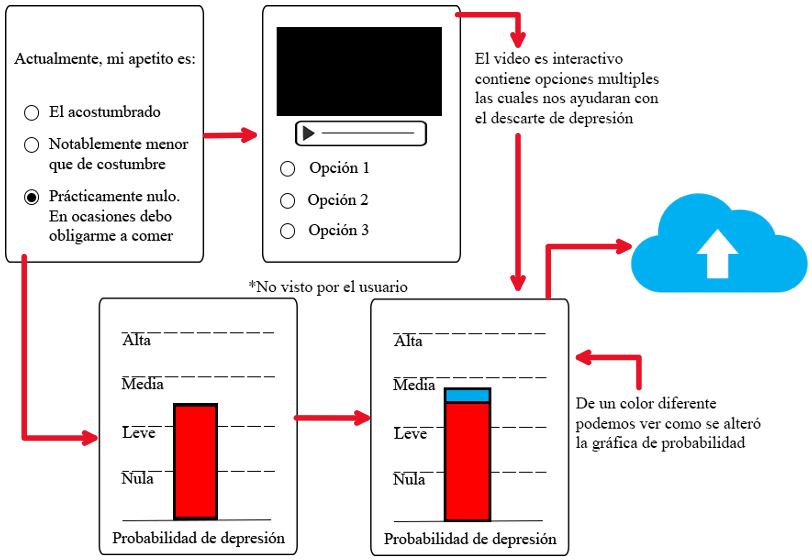 Actualmente, mi apetito es:
El acostumbrado
Notablemente menor
que de costumbre
Prácticamente nulo.
En ocasiones debo
obligarme a comer
Opción 1
Opción 2
Opción 3
El video es interactivo
contiene opciones multiples
las cuales nos ayudaran con
el descarte de depresión
*No visto por el usuario
Alta
Media
Leve
Nula
Probabilidad de depresión
Alta
Media
Leve
Nula
Probabilidad de depresión
De un color diferente
podemos ver como se alteró
la gráfica de probabilidad